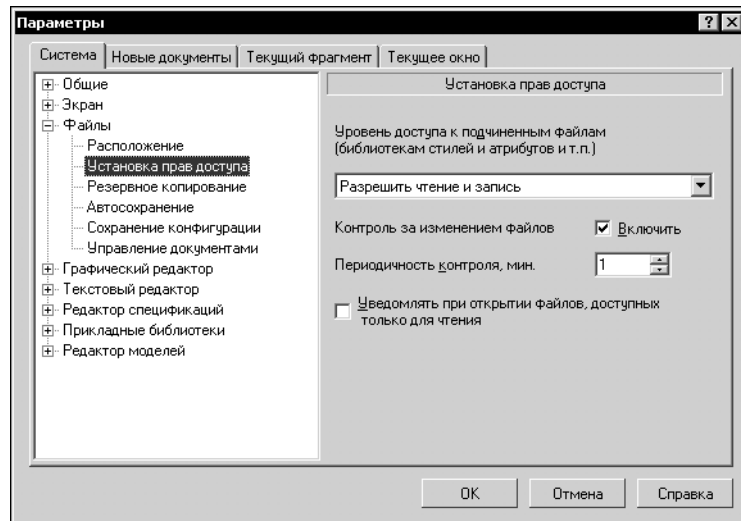 Параметры
Система Новые документы Текущий фрагмент Текущее окно
Общие
Экран
Файлы
Расположение
Установка прав доступа
Резервное копирование
Автосохранение
Сохранение конфигурации
Управление документами
Графический редактор
Текстовый редактор
Редактор спецификаций
Прикладные библиотеки
Редактор моделей
Установка прав доступа
Уровень доступа к подчиненным файлам
(библиотекам стилей и атрибутов и т.п.)
Разрешить чтение и запись
Контроль за изменением файлов Включить
Периодичность контроля, мин. 1
Уведомлять при открытии файлов, доступных
только для чтения
OK Отмена Справка